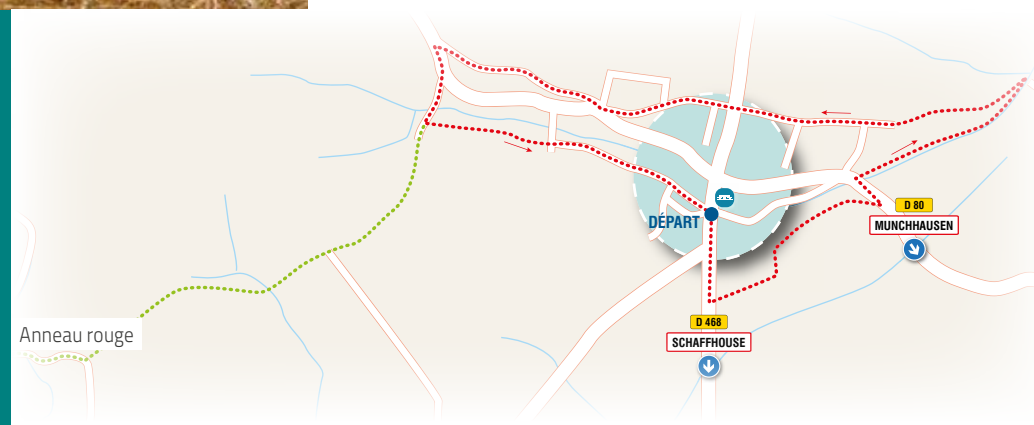 DÉPART
D 80
MUNCHHAUSEN
Anneau rouge
D 468
SCHAFFHOUSE